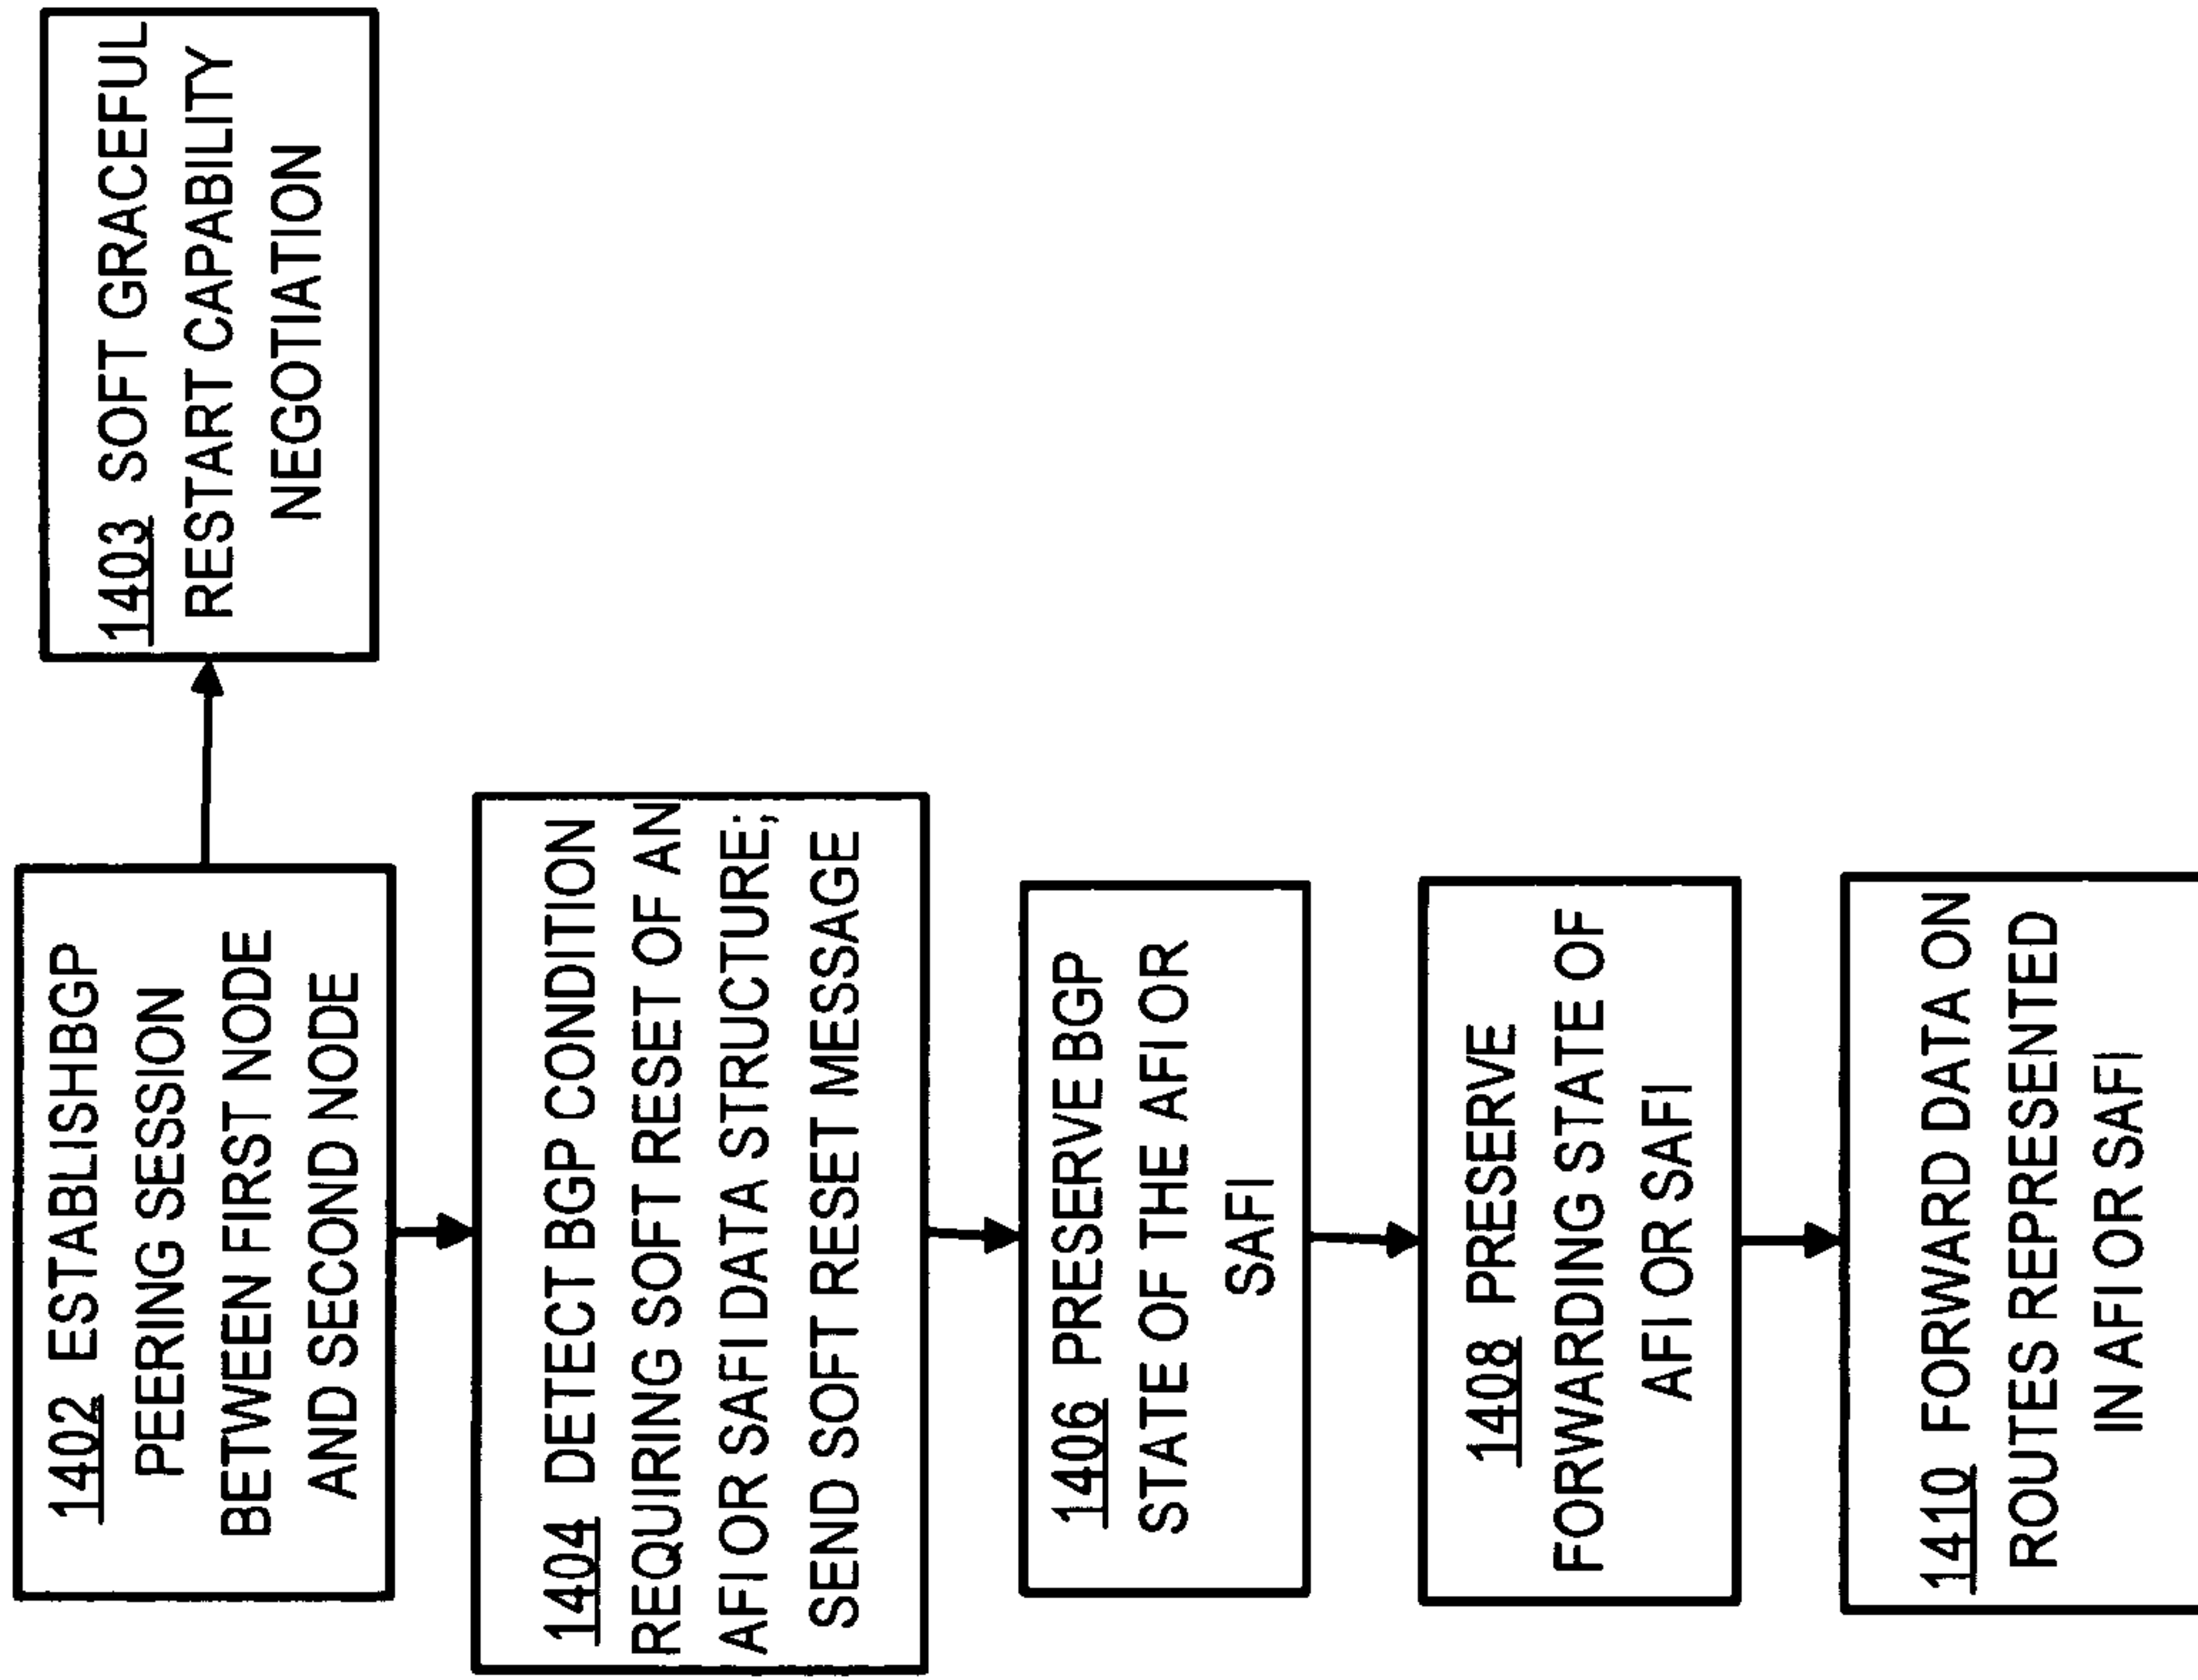 1402 ESTABLISHBGP
PEERING SESSION
BETWEEN FIRST NODE
AND SECOND NODE
1403 SOFT GRACEFUL
RESTART CAPABILITY
NEGOTIATION
1404 DETECT BGP CONDITION
REQUIRING SOFT RESET OF AN
AFI OR SAFI DATA STRUCTURE;
SEND SOFT RESET MESSAGE
1406 PRESERVE BGP
STATE OF THE AFI OR
SAFI
1408 PRESERVE
FORWARDING STATE OF
AFI OR SAFI
1410 FORWARD DATA ON
ROUTES REPRESENTED
IN AFI OR SAFI